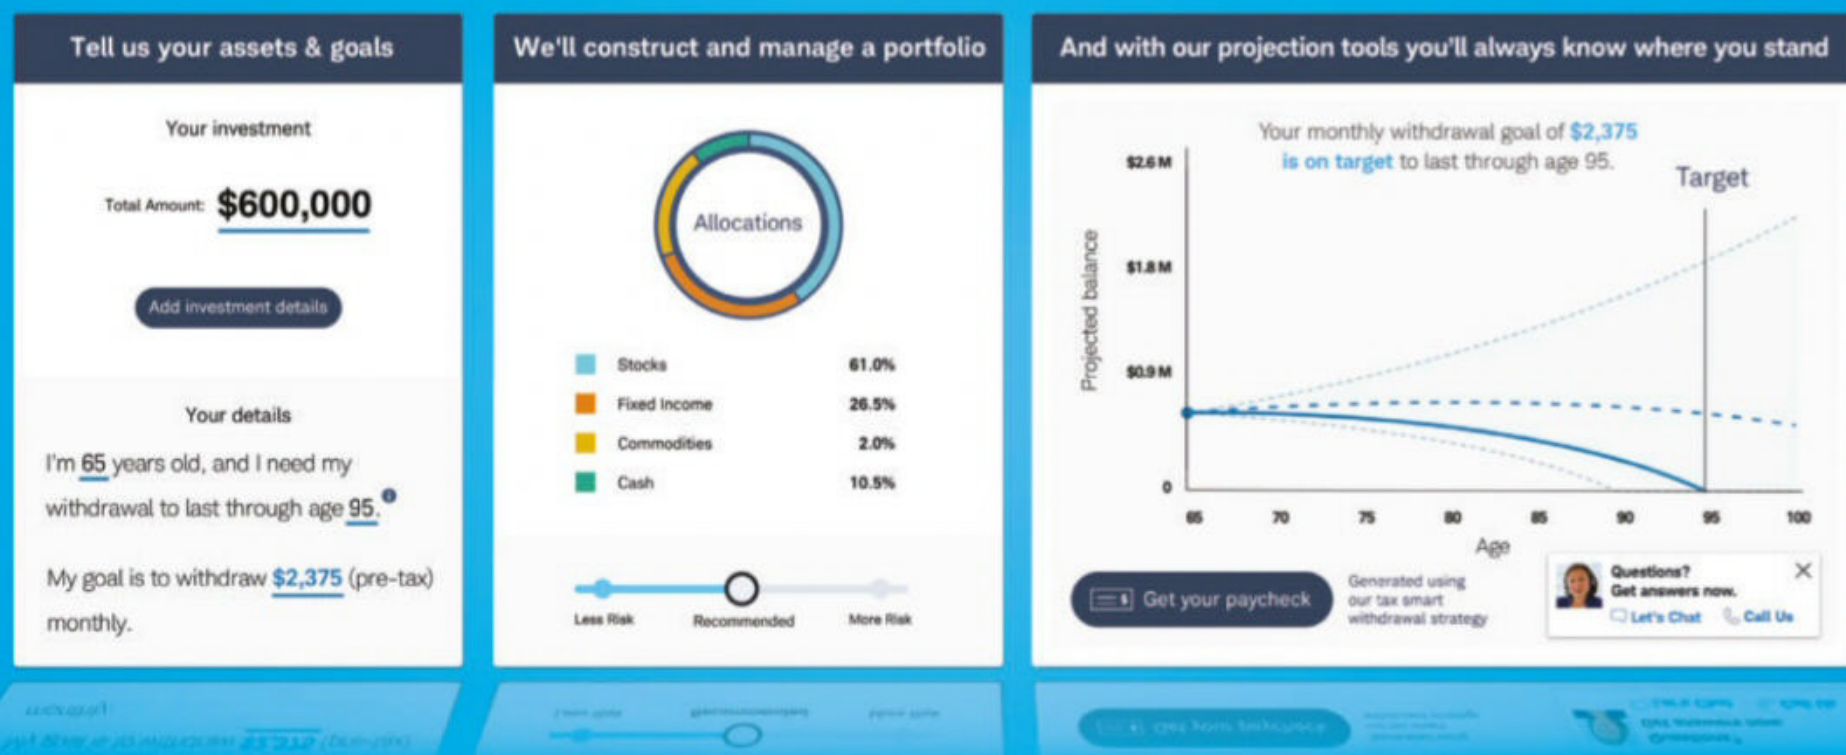 Tell us your assets & goals
Your investment
Total Amount: $600,000
Add investment details
Your details
I'm 65 years old, and I need my
withdrawal to last through age 95.
My goal is to withdraw $2,375 (pre-tax)
monthly.
We'll construct and manage a portfolio
Allocations
Stocks 61.0%
Fixed Income 26.5%
Commodities 2.0%
Cash 10.5%
Less Risk Recommended More Risk
And with our projection tools you'll always know where you stand
Your monthly withdrawal goal of $2,375
is on target to last through age 95.
Target
Projected balance
$2.6 M
$1.8 M
$0.9 M
0
65 70 75 80 85 90 95 100
Age
$ Get your paycheck
Generated using
our tax smart
withdrawal strategy
Questions?
Get answers now.
Let's Chat Call Us